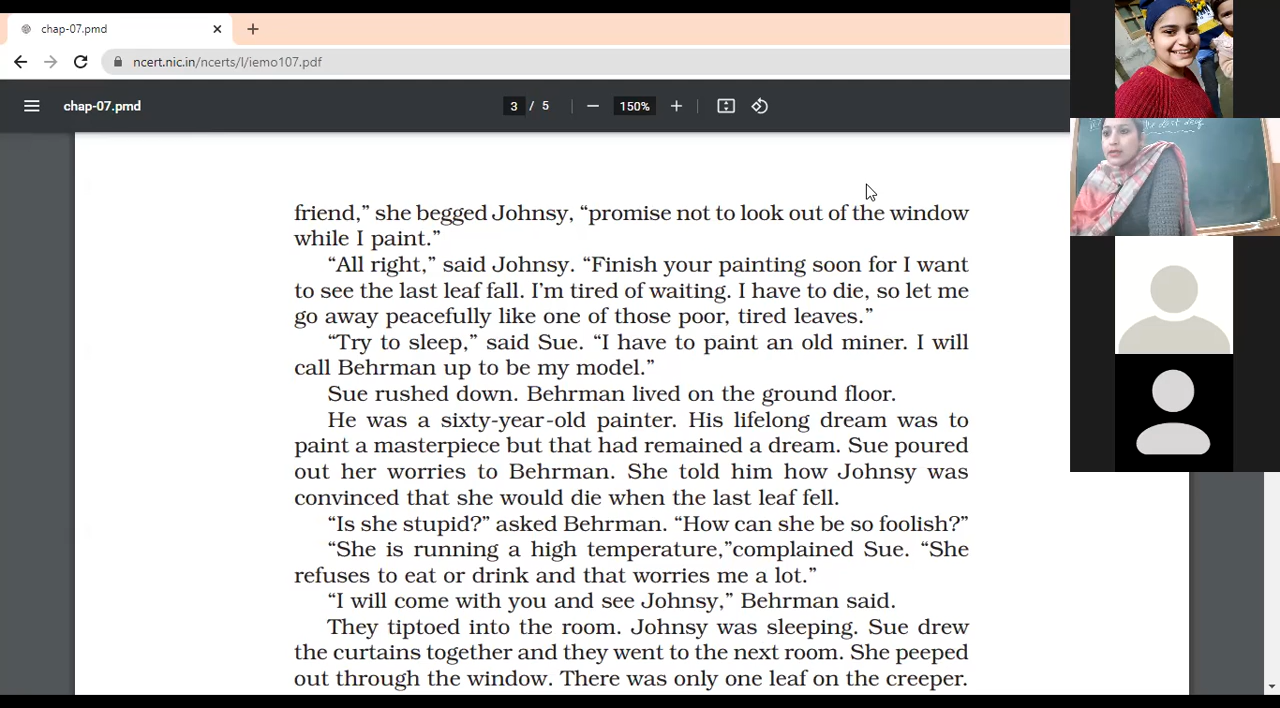 chap-07.pmd
ncert.nic.in/ncerts/l/iemo107.pdf
chap-07.pmd
3 / 5
150%
friend,” she begged Johnsy, “promise not to look out of the window
while I paint.”
“All right,” said Johnsy. “Finish your painting soon for I want
to see the last leaf fall. I’m tired of waiting. I have to die, so let me
go away peacefully like one of those poor, tired leaves.”
“Try to sleep,” said Sue. “I have to paint an old miner. I will
call Behrman up to be my model.”
Sue rushed down. Behrman lived on the ground floor.
He was a sixty-year-old painter. His lifelong dream was to
paint a masterpiece but that had remained a dream. Sue poured
out her worries to Behrman. She told him how Johnsy was
convinced that she would die when the last leaf fell.
“Is she stupid?” asked Behrman. “How can she be so foolish?”
“She is running a high temperature,”complained Sue. “She
refuses to eat or drink and that worries me a lot.”
“I will come with you and see Johnsy,” Behrman said.
They tiptoed into the room. Johnsy was sleeping. Sue drew
the curtains together and they went to the next room. She peeped
out through the window. There was only one leaf on the creeper.
Last leaf